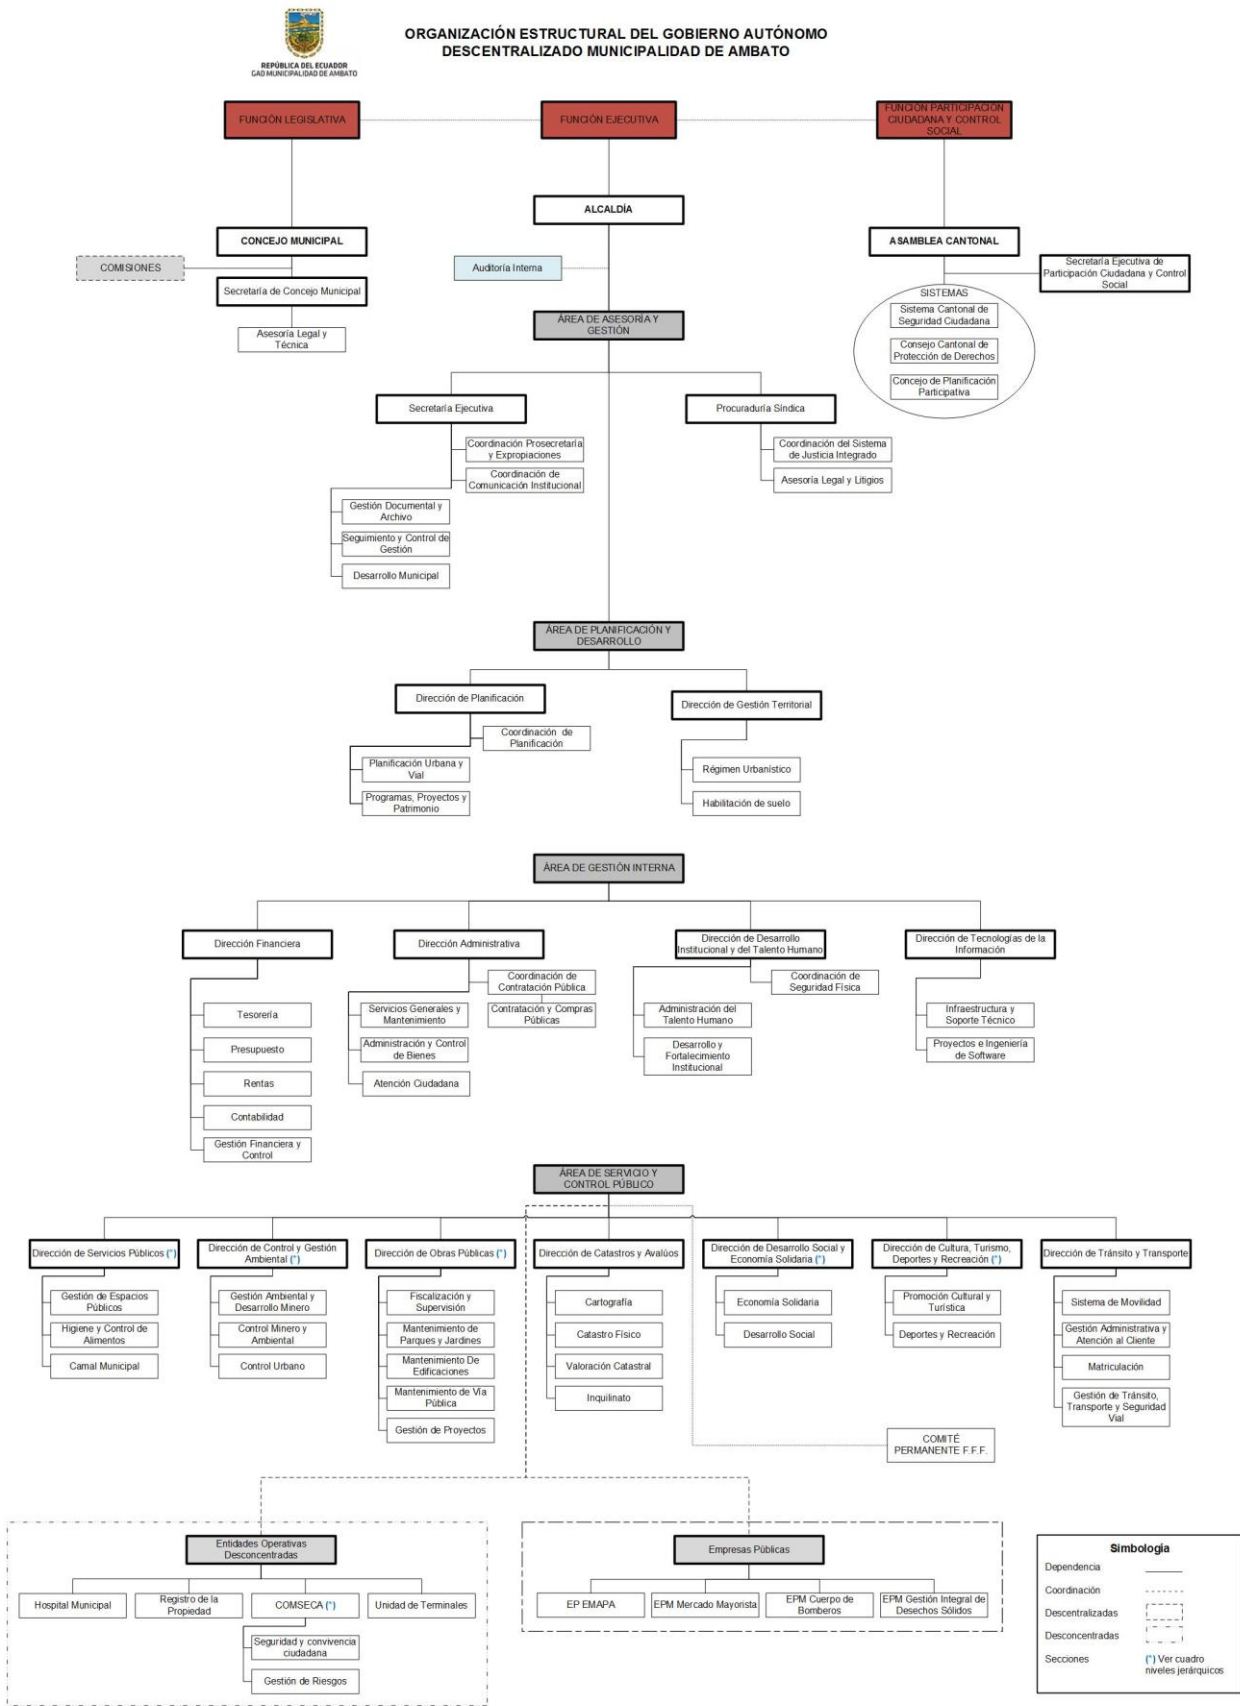 ORGANIZACIÓN ESTRUCTURAL DEL GOBIERNO AUTÓNOMO
DESCENTRALIZADO MUNICIPALIDAD DE AMBATO
REPÚBLICA DEL ECUADOR
GAD MUNICIPALIDAD DE AMBATO
FUNCIÓN LEGISLATIVA
FUNCIÓN EJECUTIVA
FUNCIÓN PARTICIPACIÓN
CIUDADANA Y CONTROL
SOCIAL
ALCALDÍA
CONCEJO MUNICIPAL
ASAMBLEA CANTONAL
COMISIONES
Auditoría Interna
Secretaría Ejecutiva de
Participación Ciudadana y Control
Social
Secretaría de Concejo Municipal
Asesoría Legal y
Técnica
SISTEMAS
Sistema Cantonal de
Seguridad Ciudadana
Consejo Cantonal de
Protección de Derechos
Concejo de Planificación
Participativa
ÁREA DE ASESORÍA Y
GESTIÓN
Secretaría Ejecutiva
Procuraduría Síndica
Coordinación Prosecretaría
y Expropiaciones
Coordinación de
Comunicación Institucional
Coordinación del Sistema
de Justicia Integrado
Asesoría Legal y Litigios
Gestión Documental y
Archivo
Seguimiento y Control de
Gestión
Desarrollo Municipal
ÁREA DE PLANIFICACIÓN Y
DESARROLLO
Dirección de Planificación
Dirección de Gestión Territorial
Coordinación de
Planificación
Planificación Urbana y
Vial
Programas, Proyectos y
Patrimonio
Régimen Urbanístico
Habilitación de suelo
ÁREA DE GESTIÓN INTERNA
Dirección Financiera
Dirección Administrativa
Dirección de Desarrollo
Institucional y del Talento Humano
Dirección de Tecnologías de la
Información
Tesorería
Presupuesto
Rentas
Contabilidad
Gestión Financiera y
Control
Coordinación de
Contratación Pública
Contratación y Compras
Públicas
Servicios Generales y
Mantenimiento
Administración y Control
de Bienes
Atención Ciudadana
Coordinación de
Seguridad Física
Administración del
Talento Humano
Desarrollo y
Fortalecimiento
Institucional
Infraestructura y
Soporte Técnico
Proyectos e Ingeniería
de Software
ÁREA DE SERVICIO Y
CONTROL PÚBLICO
Dirección de Servicios Públicos (*)
Dirección de Control y Gestión
Ambiental (*)
Dirección de Obras Públicas (*)
Dirección de Catastros y Avalúos
Dirección de Desarrollo Social y
Economía Solidaria (*)
Dirección de Cultura, Turismo,
Deportes y Recreación (*)
Dirección de Tránsito y Transporte
Gestión de Espacios
Públicos
Higiene y Control de
Alimentos
Camal Municipal
Gestión Ambiental y
Desarrollo Minero
Control Minero y
Ambiental
Control Urbano
Fiscalización y
Supervisión
Mantenimiento de
Parques y Jardines
Mantenimiento De
Edificaciones
Mantenimiento de Vía
Pública
Gestión de Proyectos
Cartografía
Catastro Físico
Valoración Catastral
Inquilinato
Economía Solidaria
Desarrollo Social
Promoción Cultural y
Turística
Deportes y Recreación
Sistema de Movilidad
Gestión Administrativa y
Atención al Cliente
Matriculación
Gestión de Tránsito,
Transporte y Seguridad
Vial
COMITÉ
PERMANENTE F.F.F.
Entidades Operativas
Desconcentradas
Hospital Municipal
Registro de la
Propiedad
COMSECA (*)
Unidad de Terminales
Seguridad y convivencia
ciudadana
Gestión de Riesgos
Empresas Públicas
EP EMAPA
EPM Mercado Mayorista
EPM Cuerpo de
Bomberos
EPM Gestión Integral de
Desechos Sólidos
Simbología
Dependencia
Coordinación
Descentralizadas
Desconcentradas
Secciones
(*) Ver cuadro
niveles jerárquicos